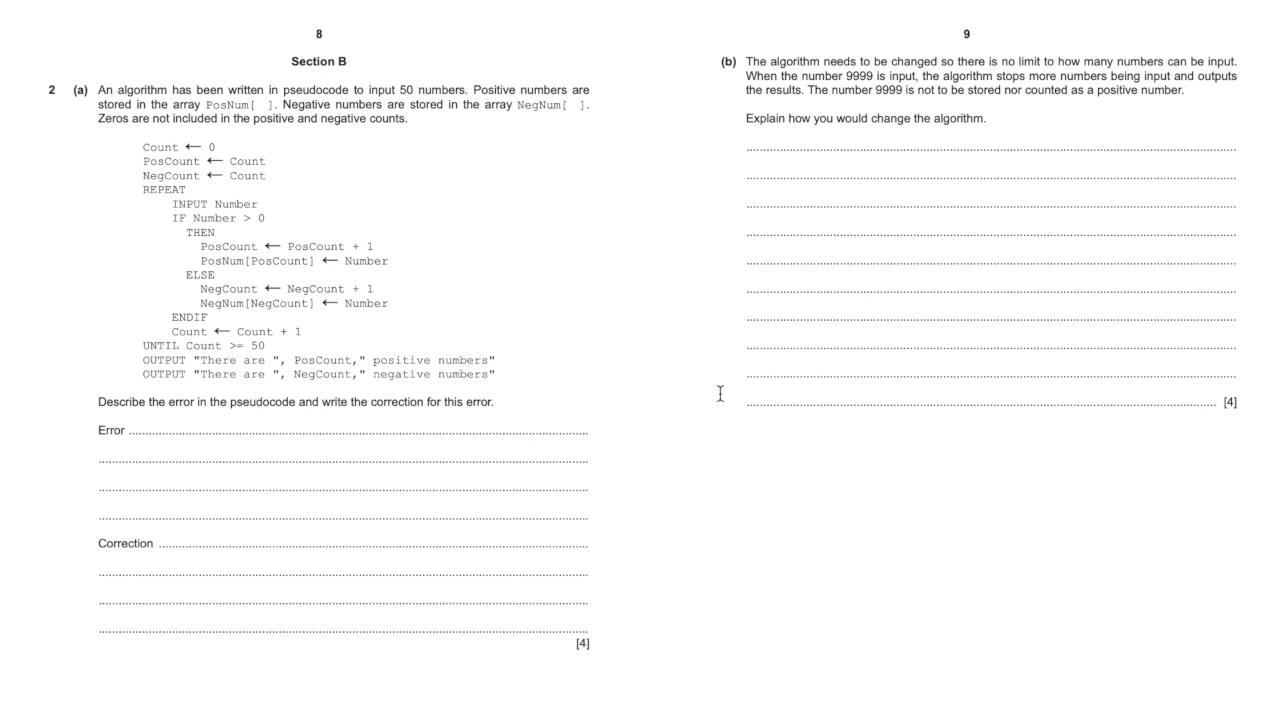 8
Section B
2 (a) An algorithm has been written in pseudocode to input 50 numbers. Positive numbers are
stored in the array PosNum[ ]. Negative numbers are stored in the array NegNum[ ].
Zeros are not included in the positive and negative counts.
Count ← 0
PosCount ← Count
NegCount ← Count
REPEAT
INPUT Number
IF Number > 0
THEN
PosCount ← PosCount + 1
PosNum[PosCount] ← Number
ELSE
NegCount ← NegCount + 1
NegNum[NegCount] ← Number
ENDIF
Count ← Count + 1
UNTIL Count >= 50
OUTPUT "There are ", PosCount," positive numbers"
OUTPUT "There are ", NegCount," negative numbers"
Describe the error in the pseudocode and write the correction for this error.
Error
Correction
[4]
9
(b) The algorithm needs to be changed so there is no limit to how many numbers can be input.
When the number 9999 is input, the algorithm stops more numbers being input and outputs
the results. The number 9999 is not to be stored nor counted as a positive number.
Explain how you would change the algorithm.
[4]